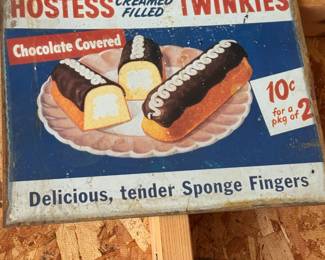 HOSTESS CREAMED FILLED TWINKIES
Chocolate Covered
10¢
for a
pkg of 2
Delicious, tender Sponge Fingers